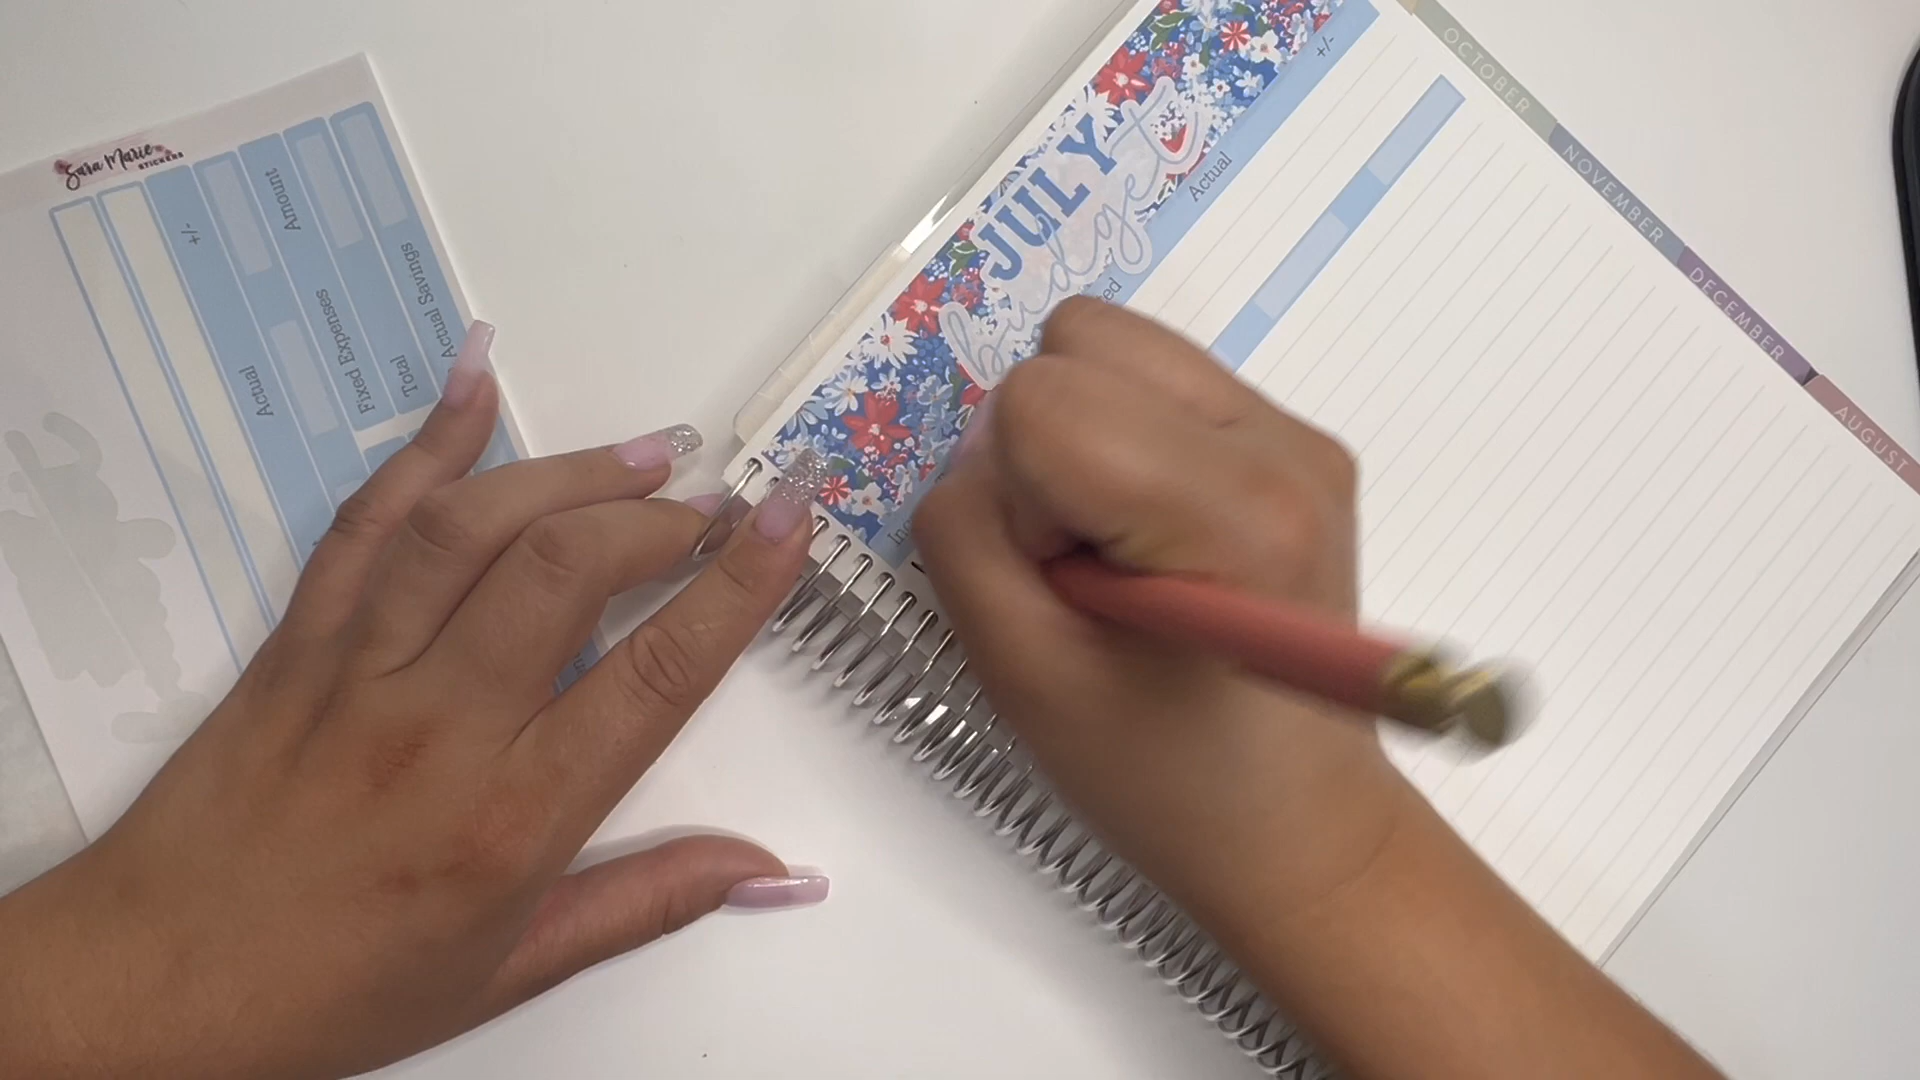 Sara Marie
STICKERS
+/-
Amount
Actual
Fixed Expenses
Total
Actual Savings
JULY
budget
+/-
Actual
OCTOBER
NOVEMBER
DECEMBER
AUGUST